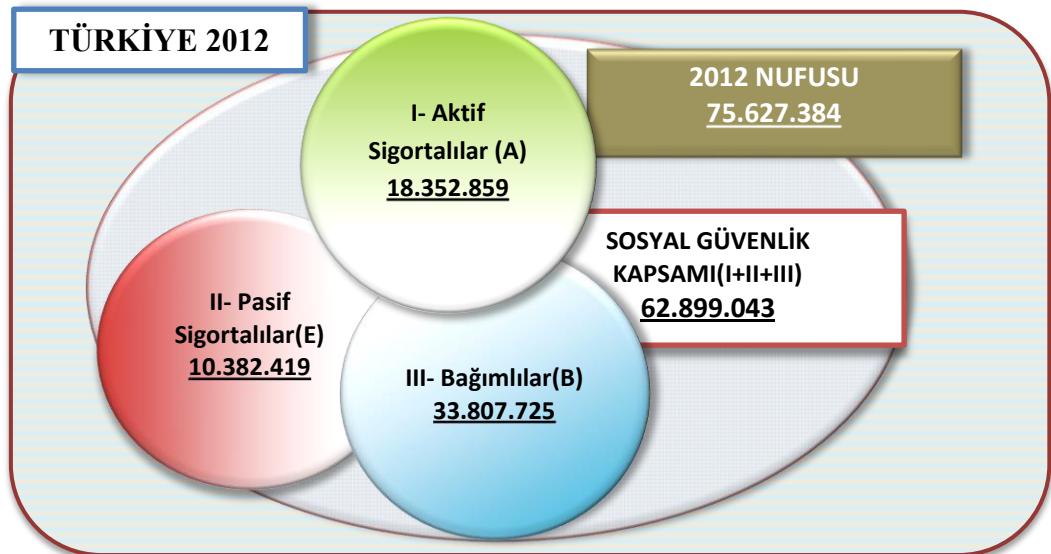 TÜRKİYE 2012
2012 NUFUSU
75.627.384
I- Aktif
Sigortalılar (A)
18.352.859
SOSYAL GÜVENLİK
KAPSAMI(I+II+III)
62.899.043
II- Pasif
Sigortalılar(E)
10.382.419
III- Bağımlılar(B)
33.807.725